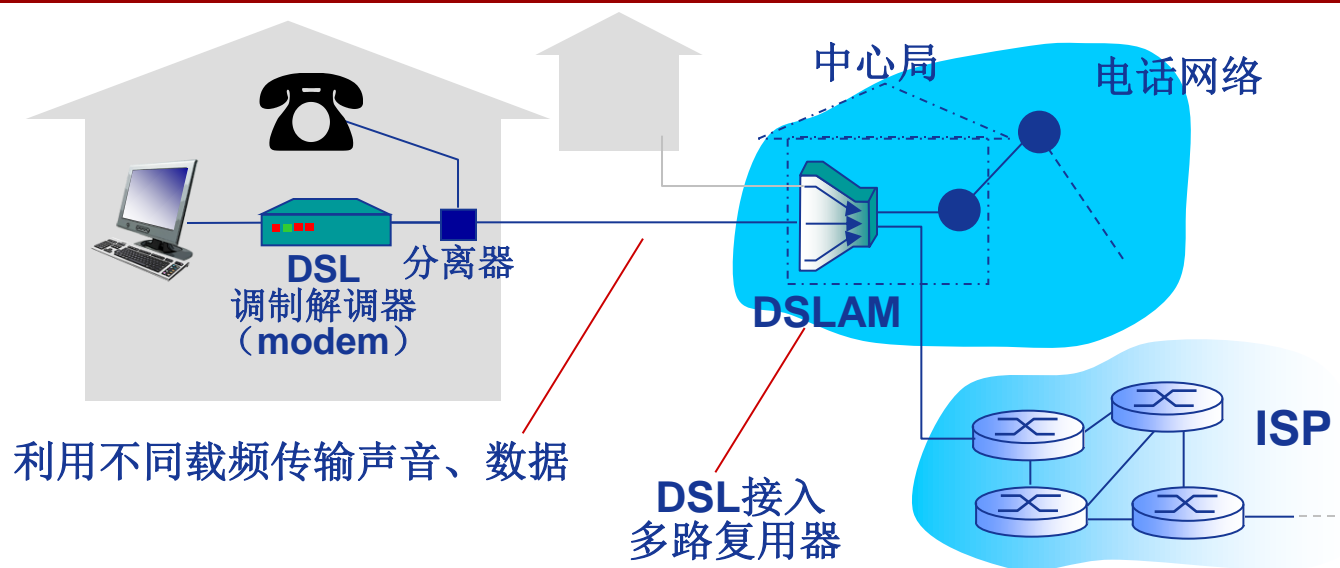 中心局
电话网络
DSL
调制解调器
（modem）
分离器
DSLAM
ISP
利用不同载频传输声音、数据
DSL接入
多路复用器